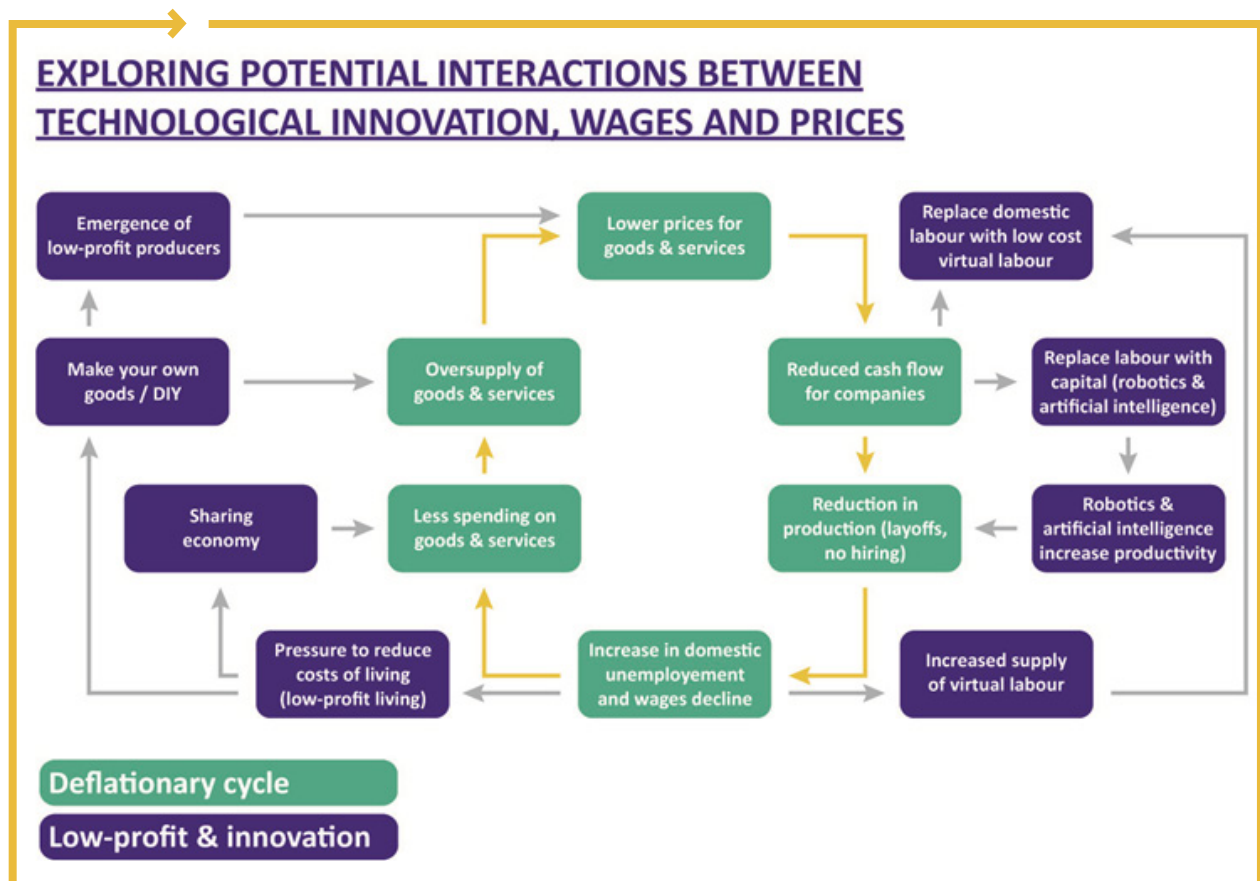 EXPLORING POTENTIAL INTERACTIONS BETWEEN
TECHNOLOGICAL INNOVATION, WAGES AND PRICES
Emergence of
low-profit producers
Lower prices for
goods & services
Replace domestic
labour with low cost
virtual labour
Make your own
goods / DIY
Oversupply of
goods & services
Reduced cash flow
for companies
Replace labour with
capital (robotics &
artificial intelligence)
Sharing
economy
Less spending on
goods & services
Reduction in
production (layoffs,
no hiring)
Robotics &
artificial intelligence
increase productivity
Pressure to reduce
costs of living
(low-profit living)
Increase in domestic
unemployement
and wages decline
Increased supply
of virtual labour
Deflationary cycle
Low-profit & innovation